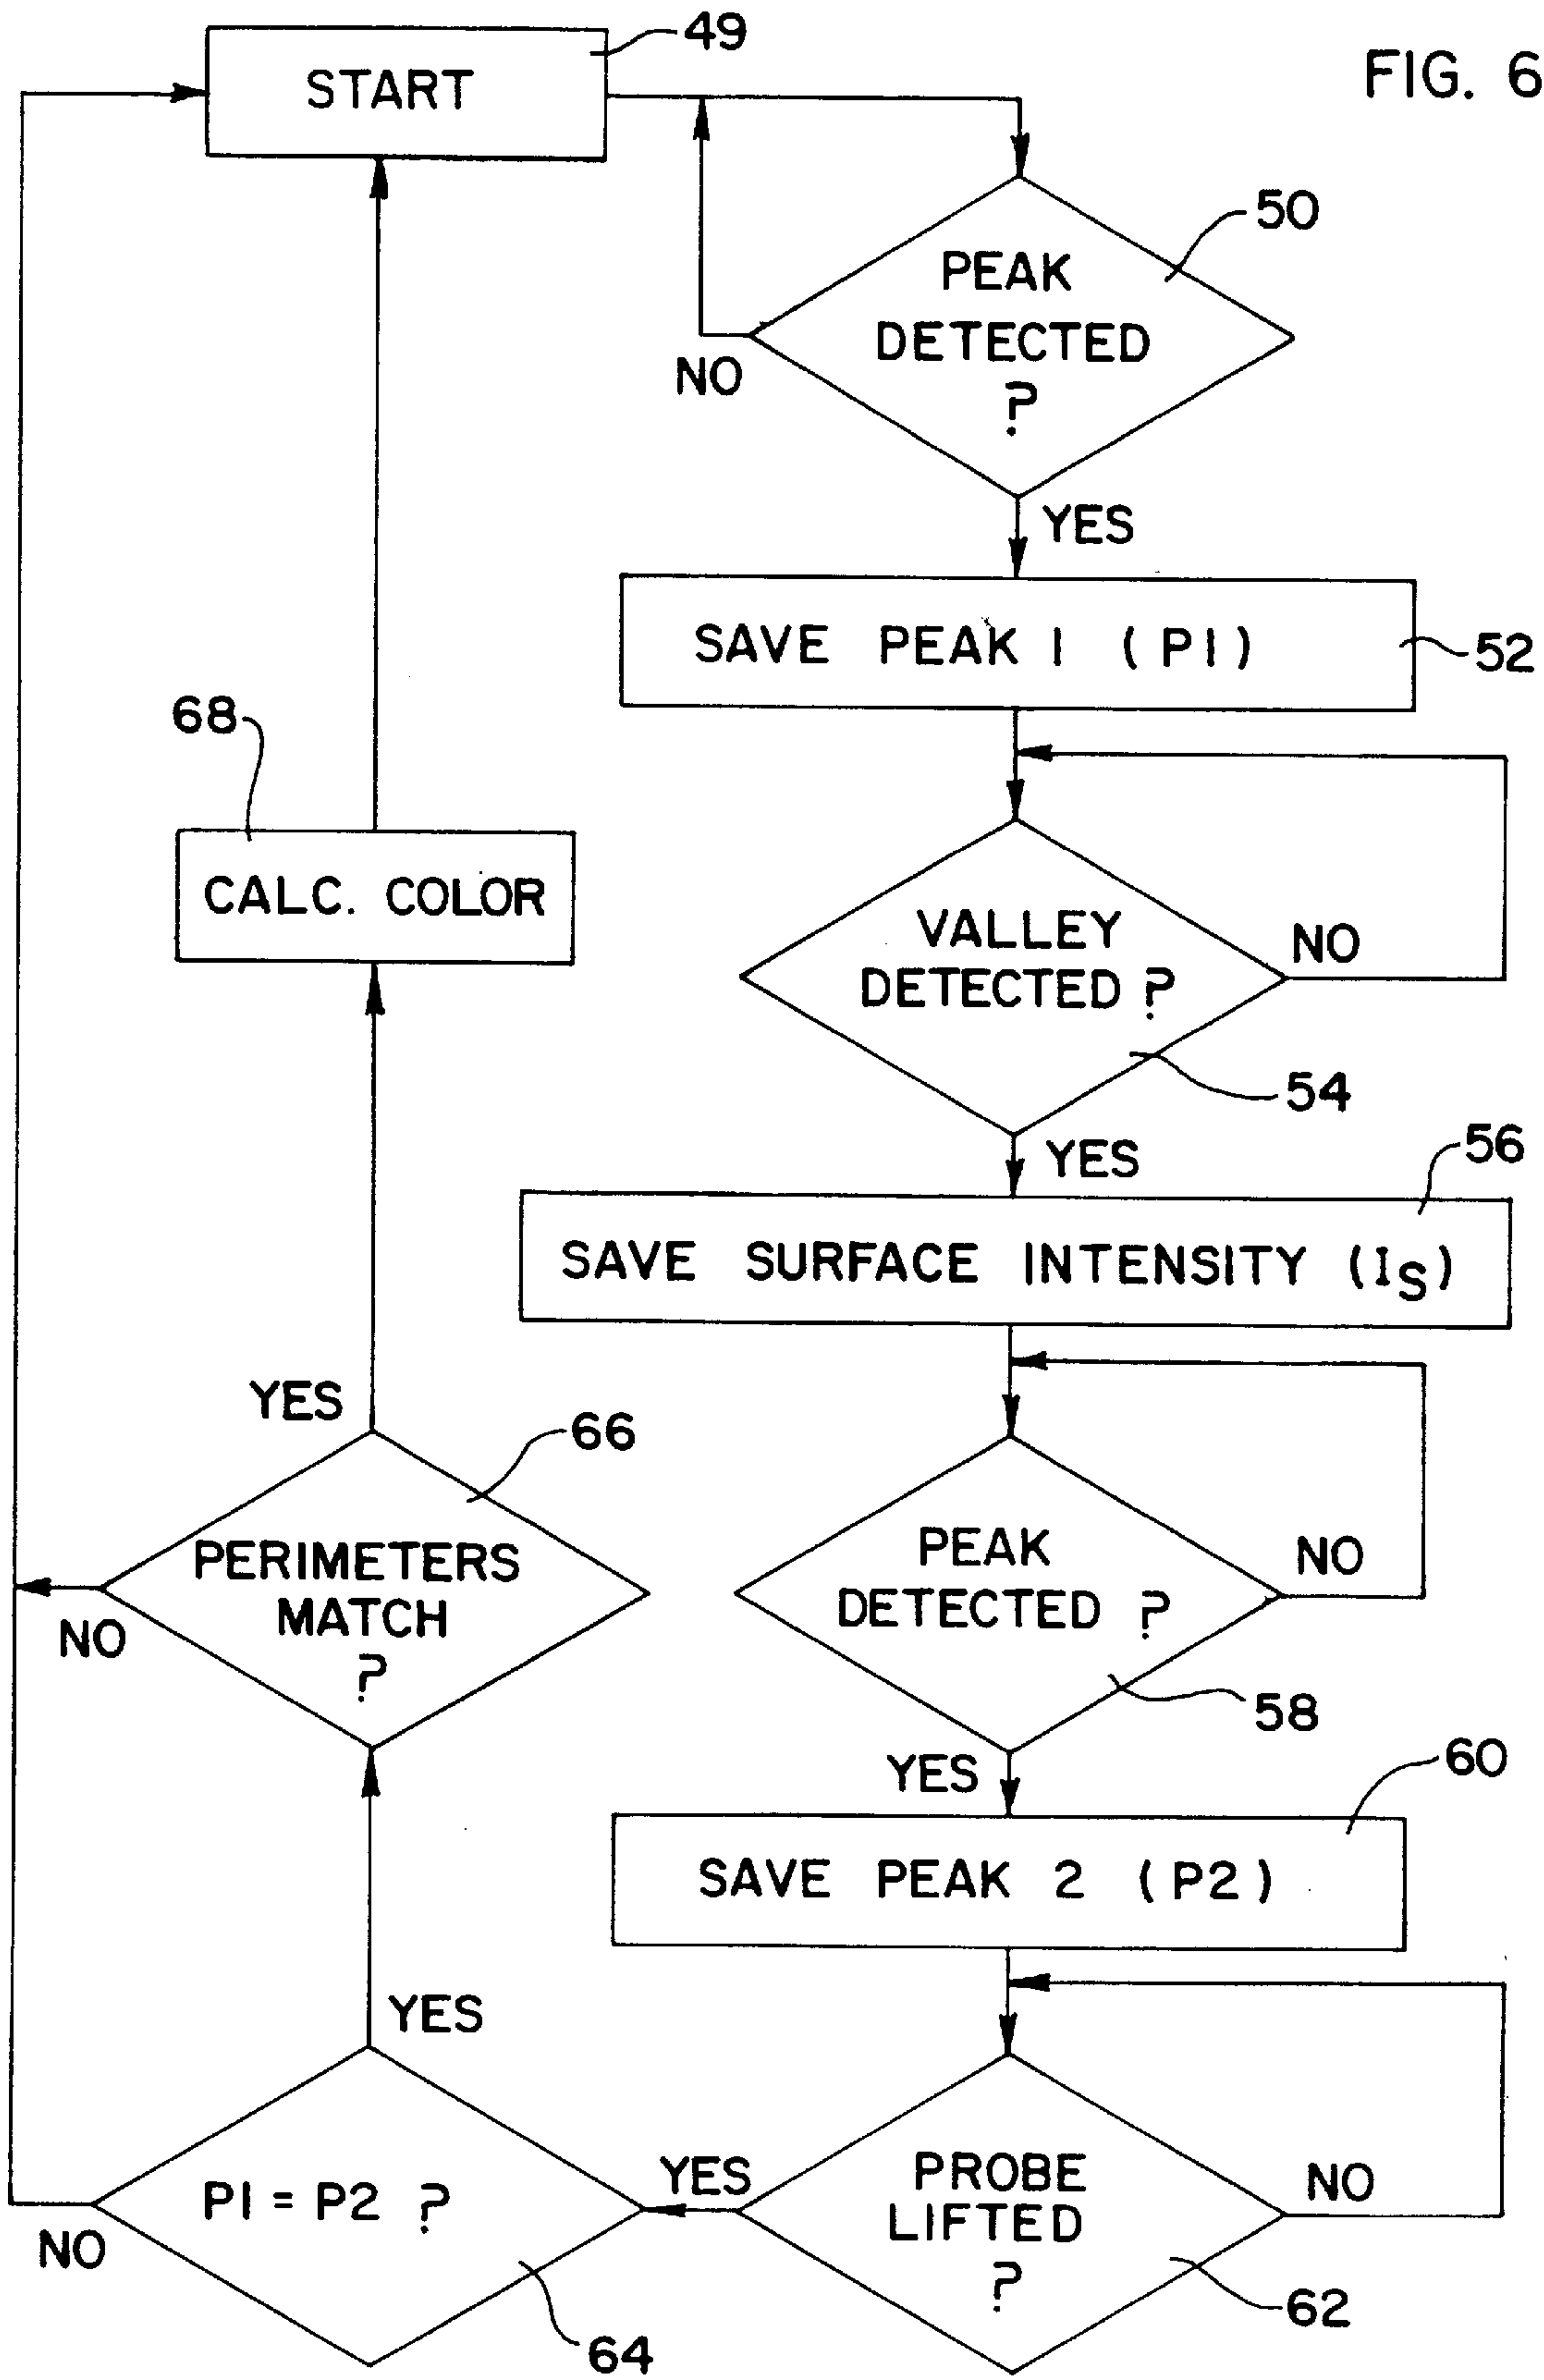 FIG. 6
49
START
50
PEAK
DETECTED
?
NO
YES
SAVE PEAK 1 (P1)
52
VALLEY
DETECTED ?
NO
54
YES
56
SAVE SURFACE INTENSITY (IS)
PEAK
DETECTED ?
NO
58
YES
60
SAVE PEAK 2 (P2)
PROBE
LIFTED
?
NO
62
YES
P1 = P2 ?
NO
64
YES
PERIMETERS
MATCH
?
NO
66
YES
68
CALC. COLOR